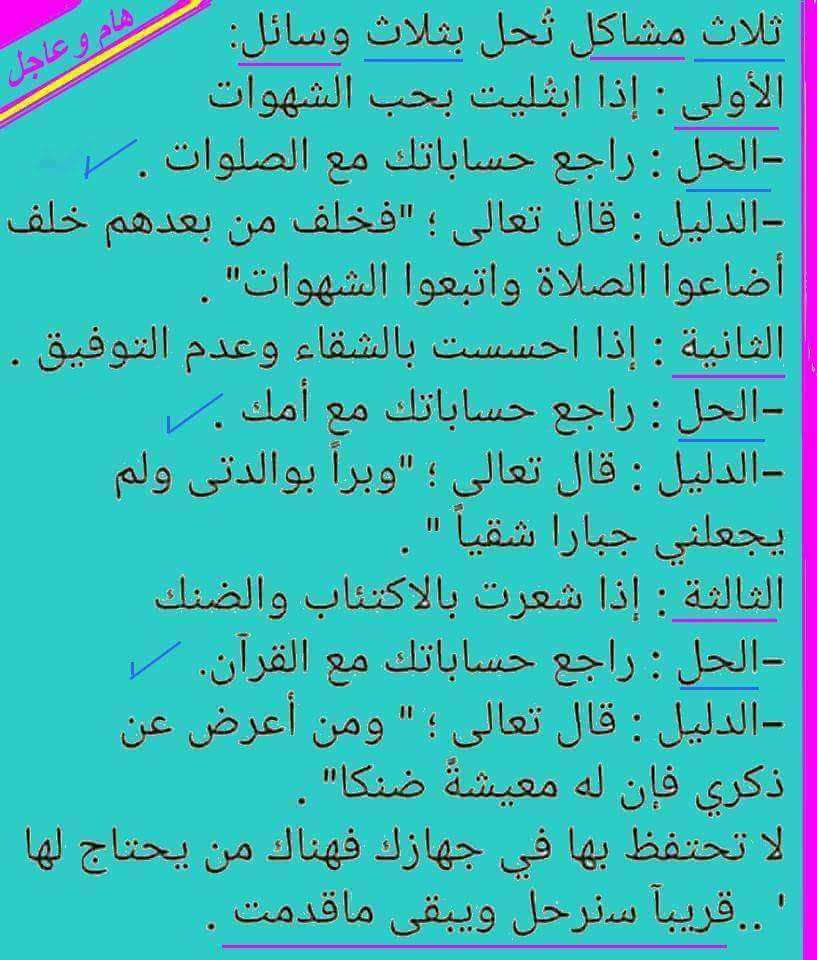 هام و عاجل
ثلاث مشاكل تُحل بثلاث وسائل:
الأولى : إذا ابتُليت بحب الشهوات
-الحل : راجع حساباتك مع الصلوات .
-الدليل : قال تعالى ؛ "فخلف من بعدهم خلف
أضاعوا الصلاة واتبعوا الشهوات" .
الثانية : إذا احسست بالشقاء وعدم التوفيق .
-الحل : راجع حساباتك مع أمك .
-الدليل : قال تعالى ؛ "وبراً بوالدتى ولم
يجعلني جبارا شقياً " .
الثالثة : إذا شعرت بالاكتئاب والضنك
-الحل : راجع حساباتك مع القرآن.
-الدليل : قال تعالى ؛ " ومن أعرض عن
ذكري فإن له معيشةً ضنكا" .
لا تحتفظ بها في جهازك فهناك من يحتاج لها
' ..قريبآ سنرحل ويبقى ماقدمت .